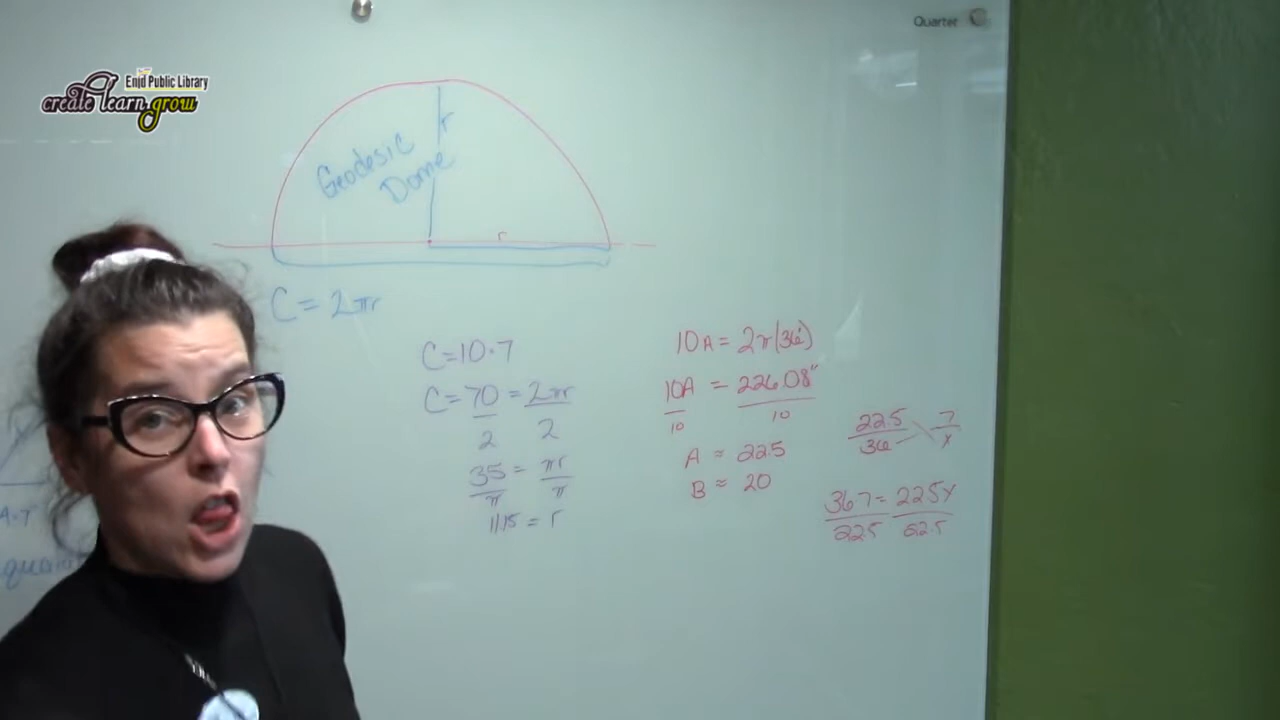 Enid Public Library
create learn grow
Quarter
r
Geodesic
Dome
r
C = 2πr
C=10·7
C= 70 = 2πr
2 2
35 = πr
π π
11.15 = r
10A = 2π(36)
10A = 226.08"
10 10
A ≈ 22.5
B ≈ 20
22.5 7
36 x
36·7= 22.5x
22.5 22.5